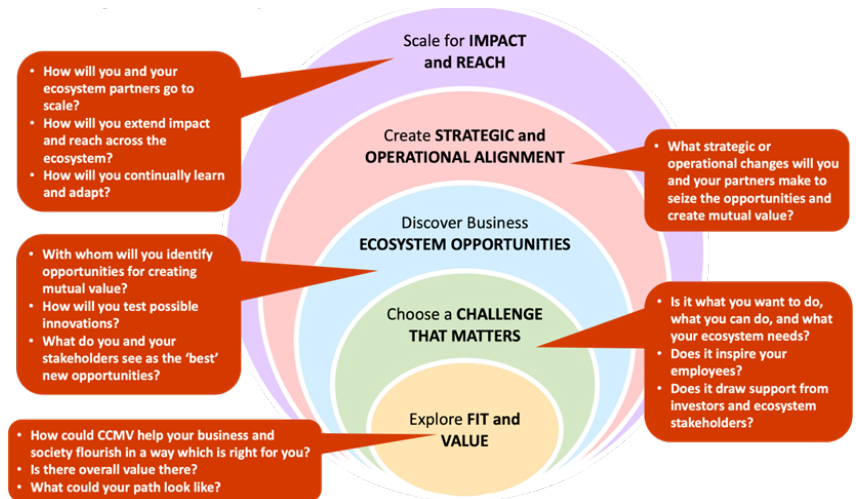 Scale for IMPACT
and REACH
• How will you and your
ecosystem partners go to
scale?
• How will you extend impact
and reach across the
ecosystem?
• How will you continually learn
and adapt?
Create STRATEGIC and
OPERATIONAL ALIGNMENT
• What strategic or
operational changes will you
and your partners make to
seize the opportunities and
create mutual value?
Discover Business
ECOSYSTEM OPPORTUNITIES
• With whom will you identify
opportunities for creating
mutual value?
• How will you test possible
innovations?
• What do you and your
stakeholders see as the ‘best’
new opportunities?
Choose a CHALLENGE
THAT MATTERS
• Is it what you want to do,
what you can do, and what
your ecosystem needs?
• Does it inspire your
employees?
• Does it draw support from
investors and ecosystem
stakeholders?
Explore FIT and
VALUE
• How could CCMV help your business and
society flourish in a way which is right for you?
• Is there overall value there?
• What could your path look like?